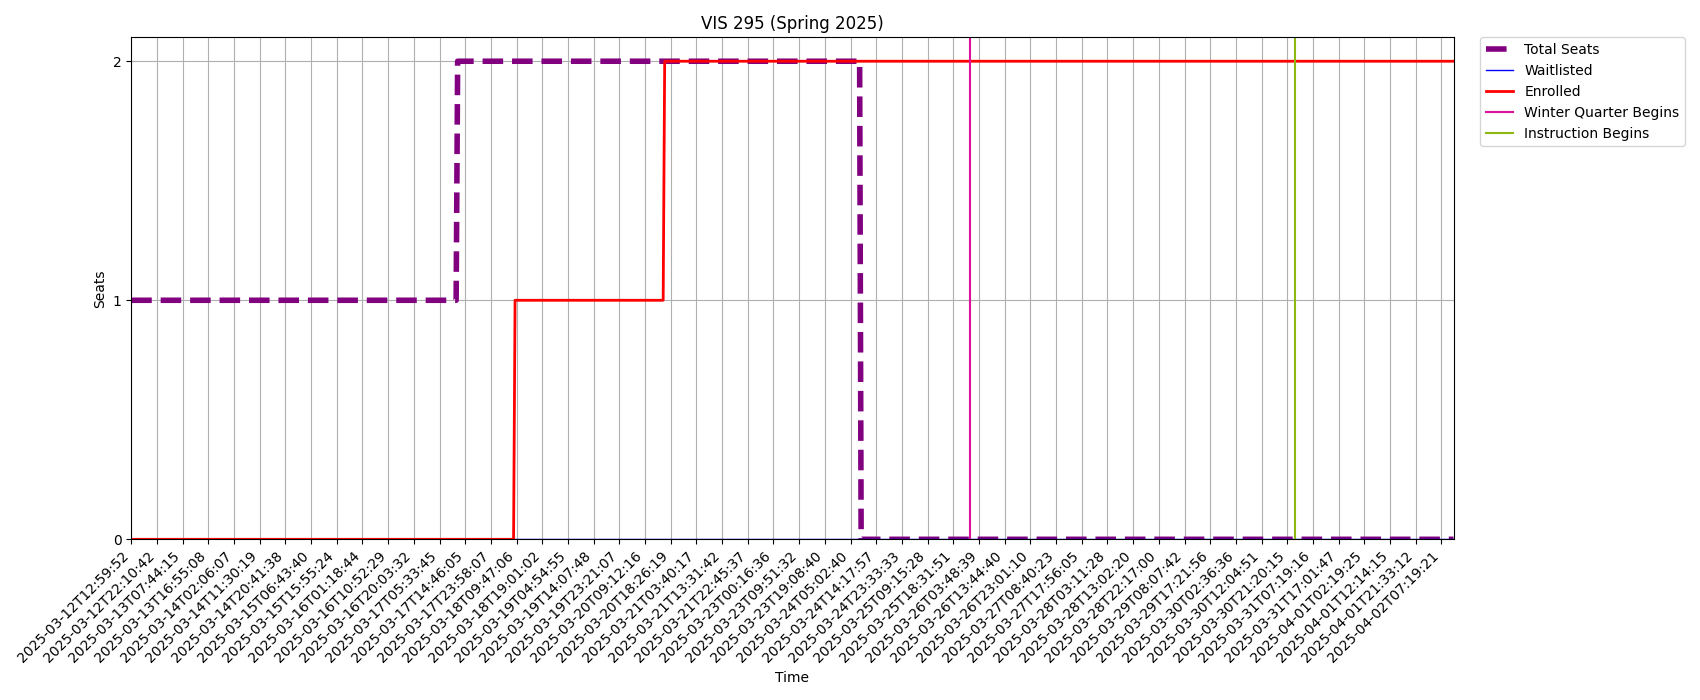 VIS 295 (Spring 2025)
Total Seats
Waitlisted
Enrolled
Winter Quarter Begins
Instruction Begins
Seats
2
1
0
2025-03-12T12:59:52
2025-03-12T22:10:42
2025-03-13T07:44:15
2025-03-13T16:55:08
2025-03-14T02:06:07
2025-03-14T11:30:19
2025-03-14T20:41:38
2025-03-15T06:43:40
2025-03-15T15:55:24
2025-03-16T01:18:44
2025-03-16T10:52:29
2025-03-16T20:03:32
2025-03-17T05:33:45
2025-03-17T14:46:05
2025-03-17T23:58:07
2025-03-18T09:47:06
2025-03-18T19:01:02
2025-03-19T04:54:55
2025-03-19T14:07:48
2025-03-19T23:21:07
2025-03-20T09:12:16
2025-03-20T18:26:19
2025-03-21T03:40:17
2025-03-21T13:31:42
2025-03-21T22:45:37
2025-03-23T00:16:36
2025-03-23T09:51:32
2025-03-23T19:08:40
2025-03-24T05:02:40
2025-03-24T14:17:57
2025-03-24T23:33:33
2025-03-25T09:15:28
2025-03-25T18:31:51
2025-03-26T03:48:39
2025-03-26T13:44:40
2025-03-26T23:01:10
2025-03-27T08:40:23
2025-03-27T17:56:05
2025-03-28T03:11:28
2025-03-28T13:02:20
2025-03-28T22:17:00
2025-03-29T08:07:42
2025-03-29T17:21:56
2025-03-30T02:36:36
2025-03-30T12:04:51
2025-03-30T21:20:15
2025-03-31T07:19:16
2025-03-31T17:01:47
2025-04-01T02:19:25
2025-04-01T12:14:15
2025-04-01T21:33:12
2025-04-02T07:19:21
Time